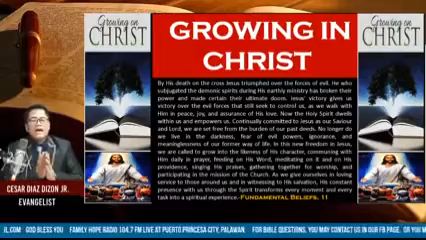 Growing on
CHRIST
GROWING IN
CHRIST
Growing on
CHRIST
By His death on the cross Jesus triumphed over the forces of evil. He who
subjugated the demonic spirits during His earthly ministry has broken their
power and made certain their ultimate doom. Jesus' victory gives us
victory over the evil forces that still seek to control us, as we walk with
Him in peace, joy, and assurance of His love. Now the Holy Spirit dwells
within us and empowers us. Continually committed to Jesus as our Saviour
and Lord, we are set free from the burden of our past deeds. No longer do
we live in the darkness, fear of evil powers, ignorance, and
meaninglessness of our former way of life. In this new freedom in Jesus,
we are called to grow into the likeness of His character, communing with
Him daily in prayer, feeding on His Word, meditating on it and on His
providence, singing His praises, gathering together for worship, and
participating in the mission of the Church. As we give ourselves in loving
service to those around us and in witnessing to His salvation, His constant
presence with us through the Spirit transforms every moment and every
task into a spiritual experience.-Fundamental Beliefs, 11
CESAR DIAZ DIZON JR.
EVANGELIST
IL.COM GOD BLESS YOU FAMILY HOPE RADIO 104.7 FM LIVE AT PUERTO PRINCESA CITY, PALAWAN FOR BIBLE QUESTIONS, YOU MAY CONTACT US IN OUR FB PAGE. OR YOU M